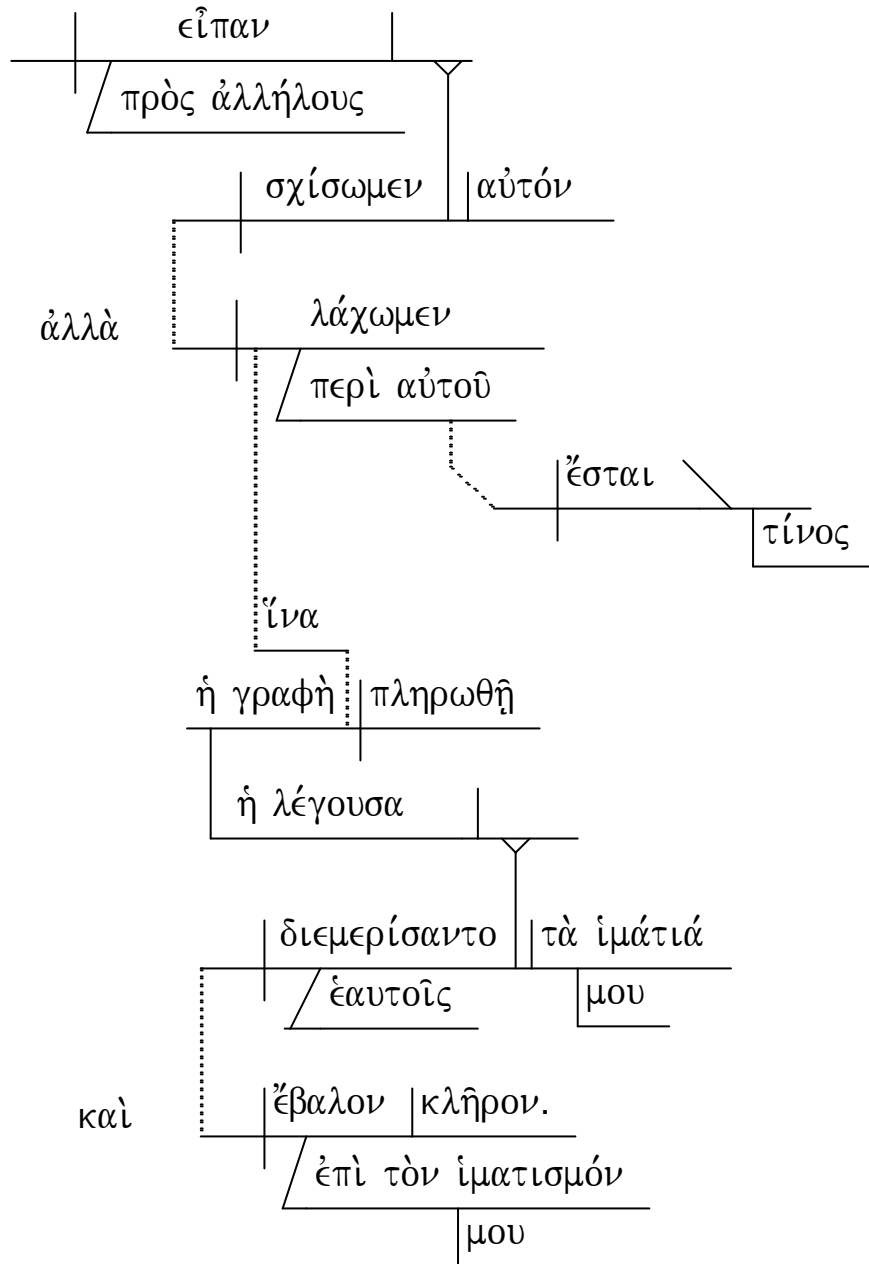 εἶπαν
πρὸς ἀλλήλους
σχίσωμεν αὐτόν
λάχωμεν
ἀλλὰ
περὶ αὐτοῦ
ἔσται
τίνος
ἵνα
ἡ γραφὴ πληρωθῇ
ἡ λέγουσα
διεμερίσαντο τὰ ἱμάτιά
ἑαυτοῖς μου
καὶ ἔβαλον κλῆρον.
ἐπὶ τὸν ἱματισμόν
μου